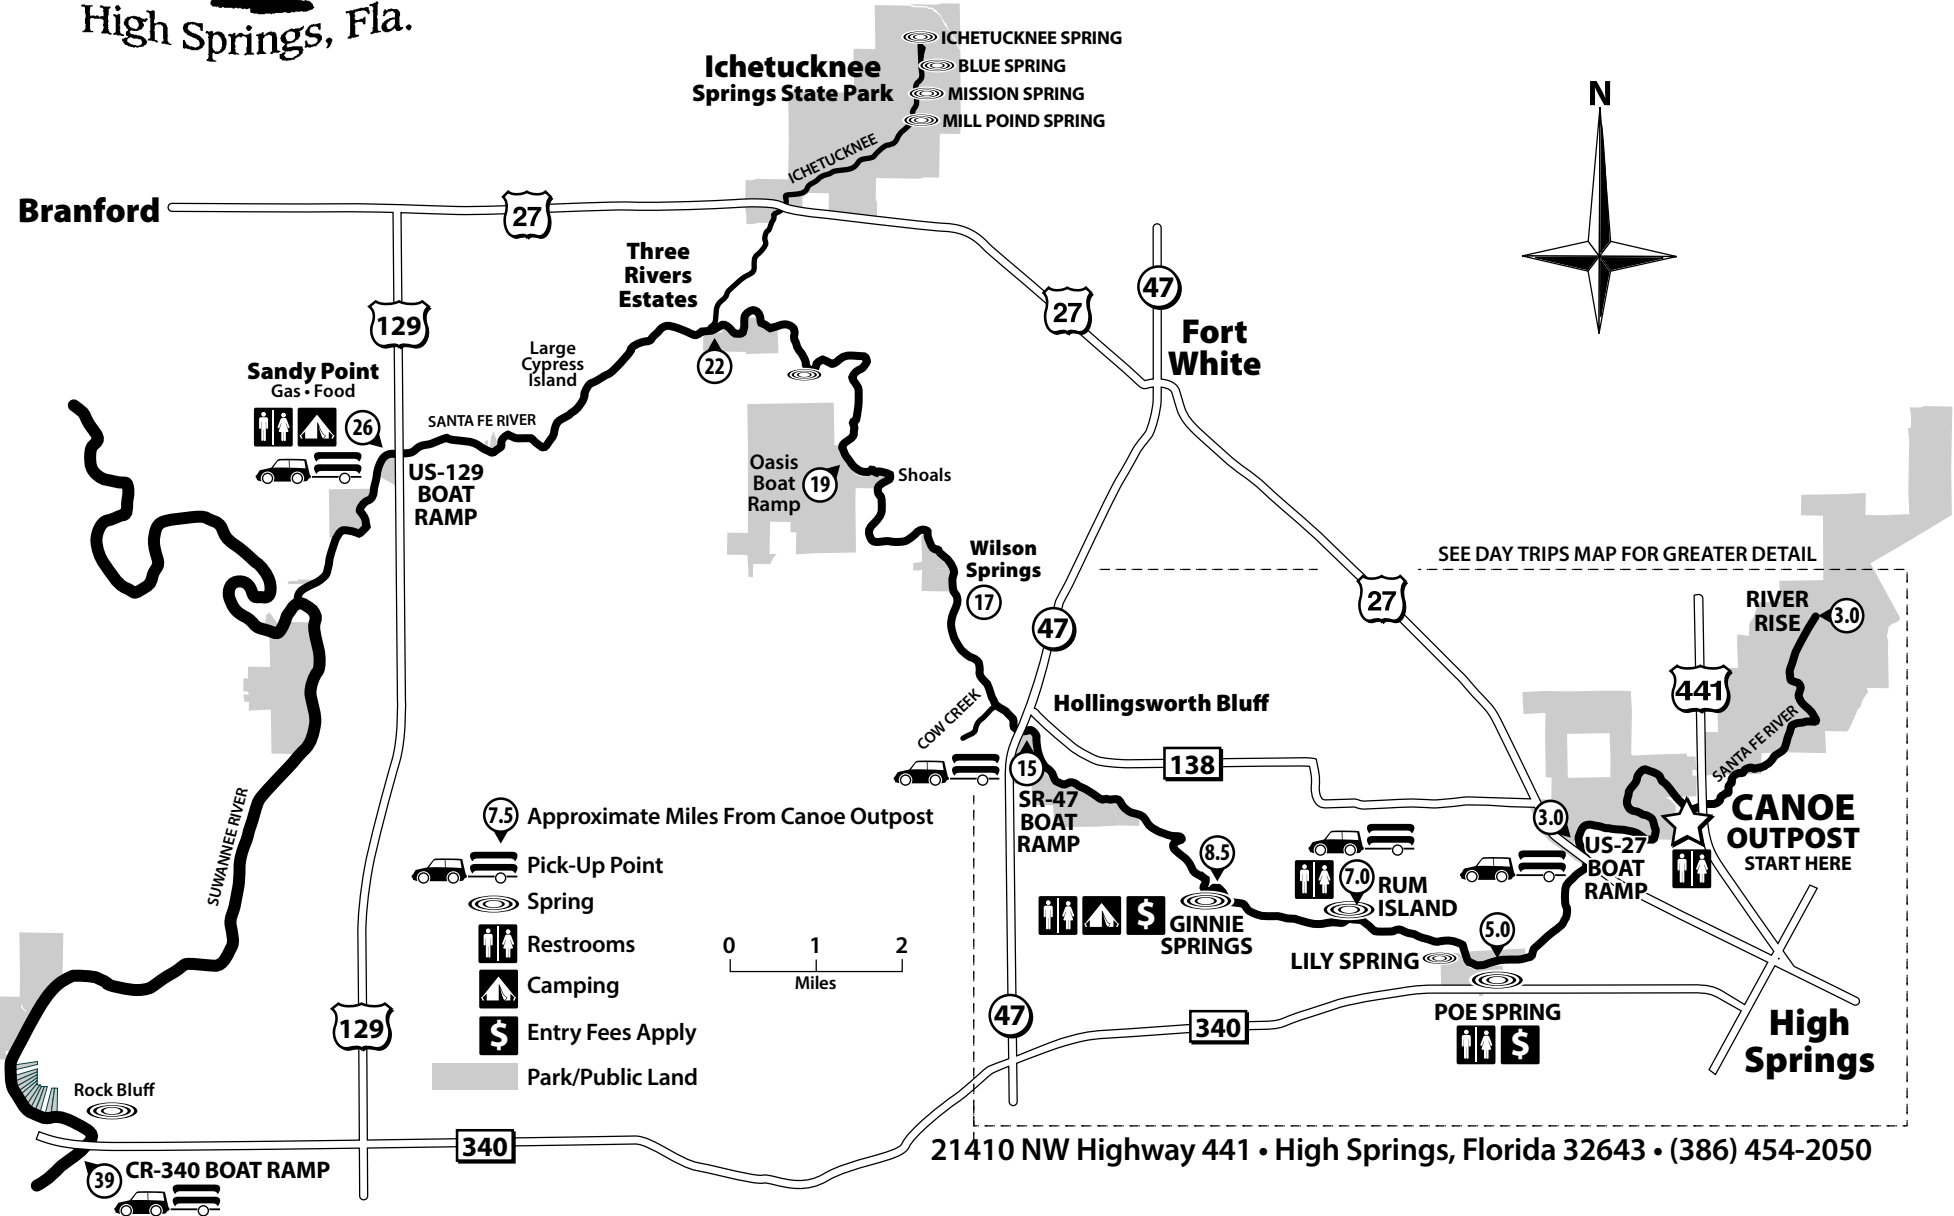 High Springs, Fla.
ICHETUCKNEE SPRING
BLUE SPRING
MISSION SPRING
MILL POIND SPRING
Ichetucknee
Springs State Park
ICHETUCKNEE
N
Branford
27
Three
Rivers
Estates
129
27
47
Fort
White
Large
Cypress
Island
22
Sandy Point
Gas • Food
26
SANTA FE RIVER
US-129
BOAT
RAMP
Oasis
Boat
Ramp
19
Shoals
Wilson
Springs
17
SEE DAY TRIPS MAP FOR GREATER DETAIL
27
47
RIVER
RISE
3.0
441
SANTA FE RIVER
COW CREEK
Hollingsworth Bluff
138
15
SR-47
BOAT
RAMP
3.0
US-27
BOAT
RAMP
CANOE
OUTPOST
START HERE
8.5
7.0
RUM
ISLAND
GINNIE
SPRINGS
$
5.0
LILY SPRING
POE SPRING
$
340
47
High
Springs
SUWANNEE RIVER
7.5
Approximate Miles From Canoe Outpost
Pick-Up Point
Spring
Restrooms
Camping
$
Entry Fees Apply
Park/Public Land
0 1 2
Miles
129
Rock Bluff
340
39
CR-340 BOAT RAMP
21410 NW Highway 441 • High Springs, Florida 32643 • (386) 454-2050